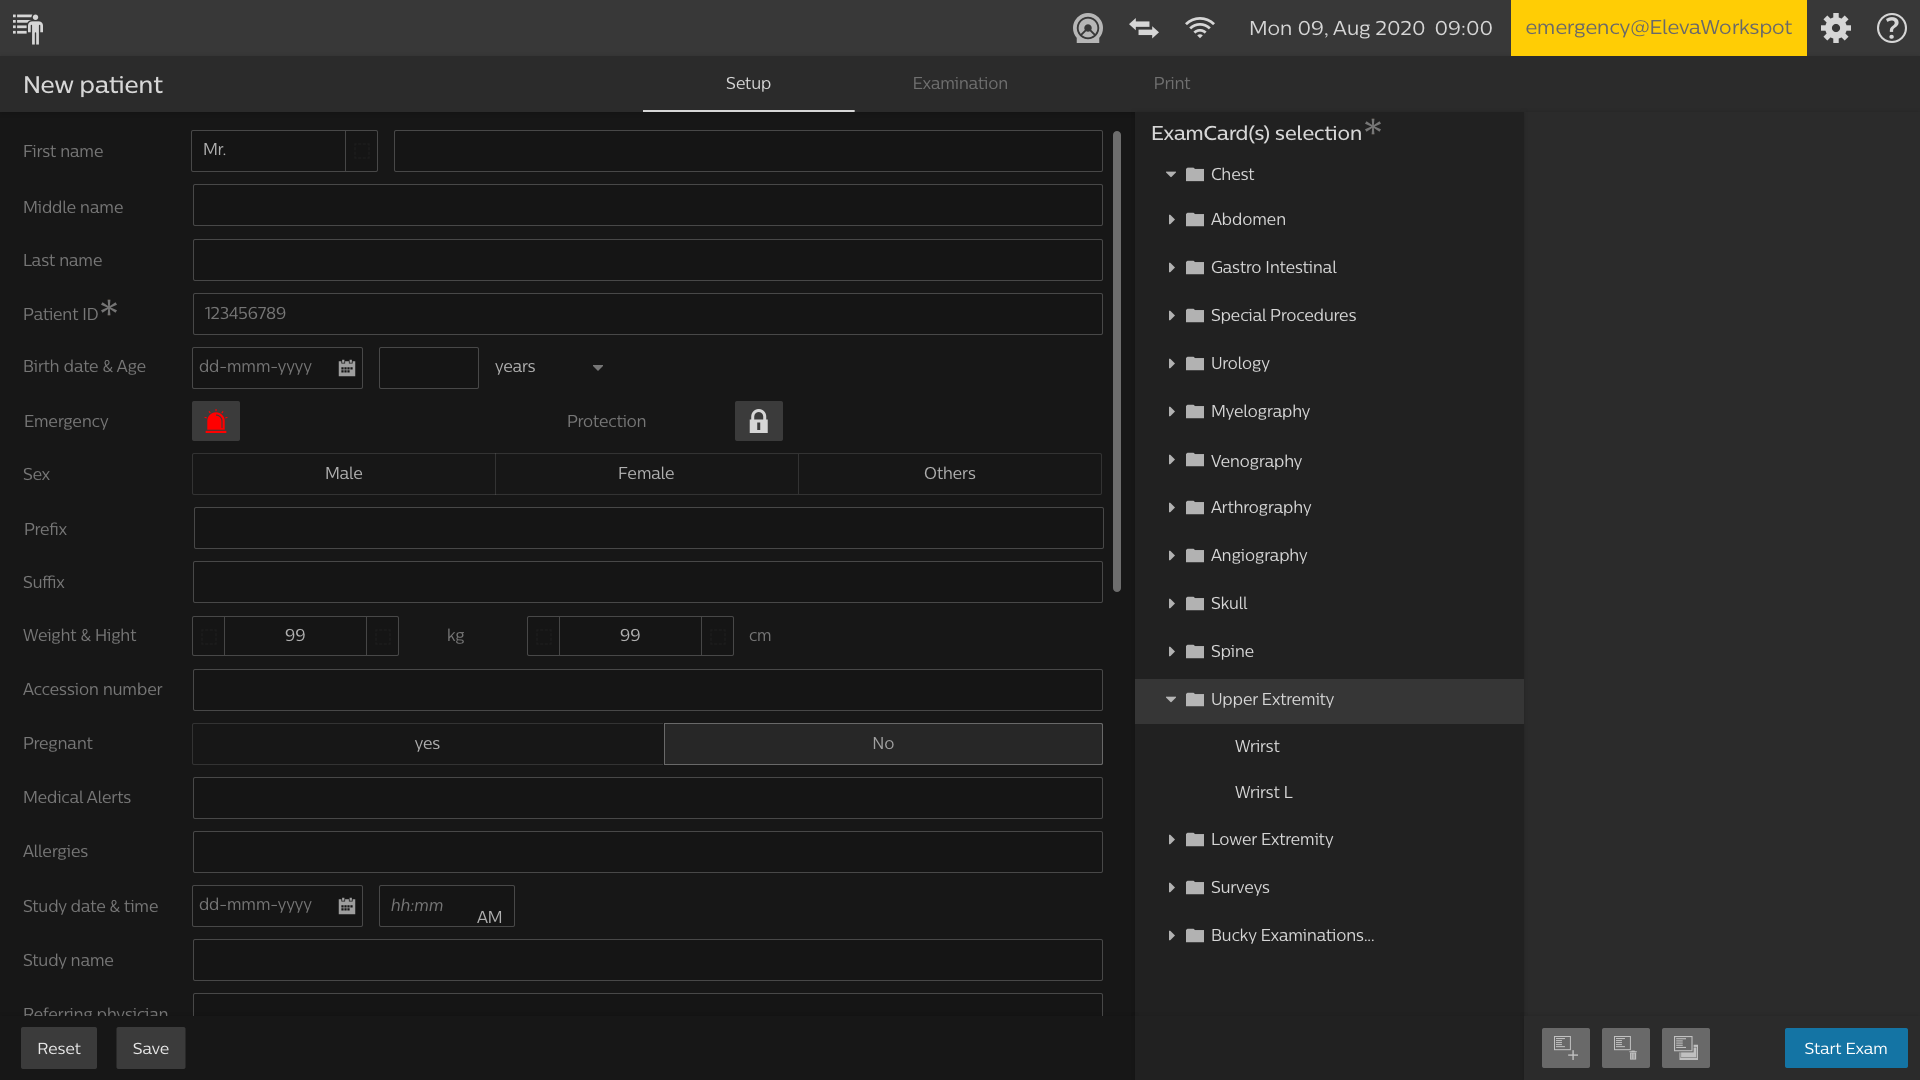 Mon 09, Aug 2020 09:00
emergency@ElevaWorkspot
New patient
Setup
Examination
Print
First name
Mr.
Middle name
Last name
Patient ID*
123456789
Birth date & Age
dd-mmm-yyyy
years
Emergency
Protection
Sex
Male
Female
Others
Prefix
Suffix
Weight & Hight
99
kg
99
cm
Accession number
Pregnant
yes
No
Medical Alerts
Allergies
Study date & time
dd-mmm-yyyy
hh:mm
AM
Study name
Referring physician
Reset
Save
ExamCard(s) selection*
Chest
Abdomen
Gastro Intestinal
Special Procedures
Urology
Myelography
Venography
Arthrography
Angiography
Skull
Spine
Upper Extremity
Wrirst
Wrirst L
Lower Extremity
Surveys
Bucky Examinations...
Start Exam